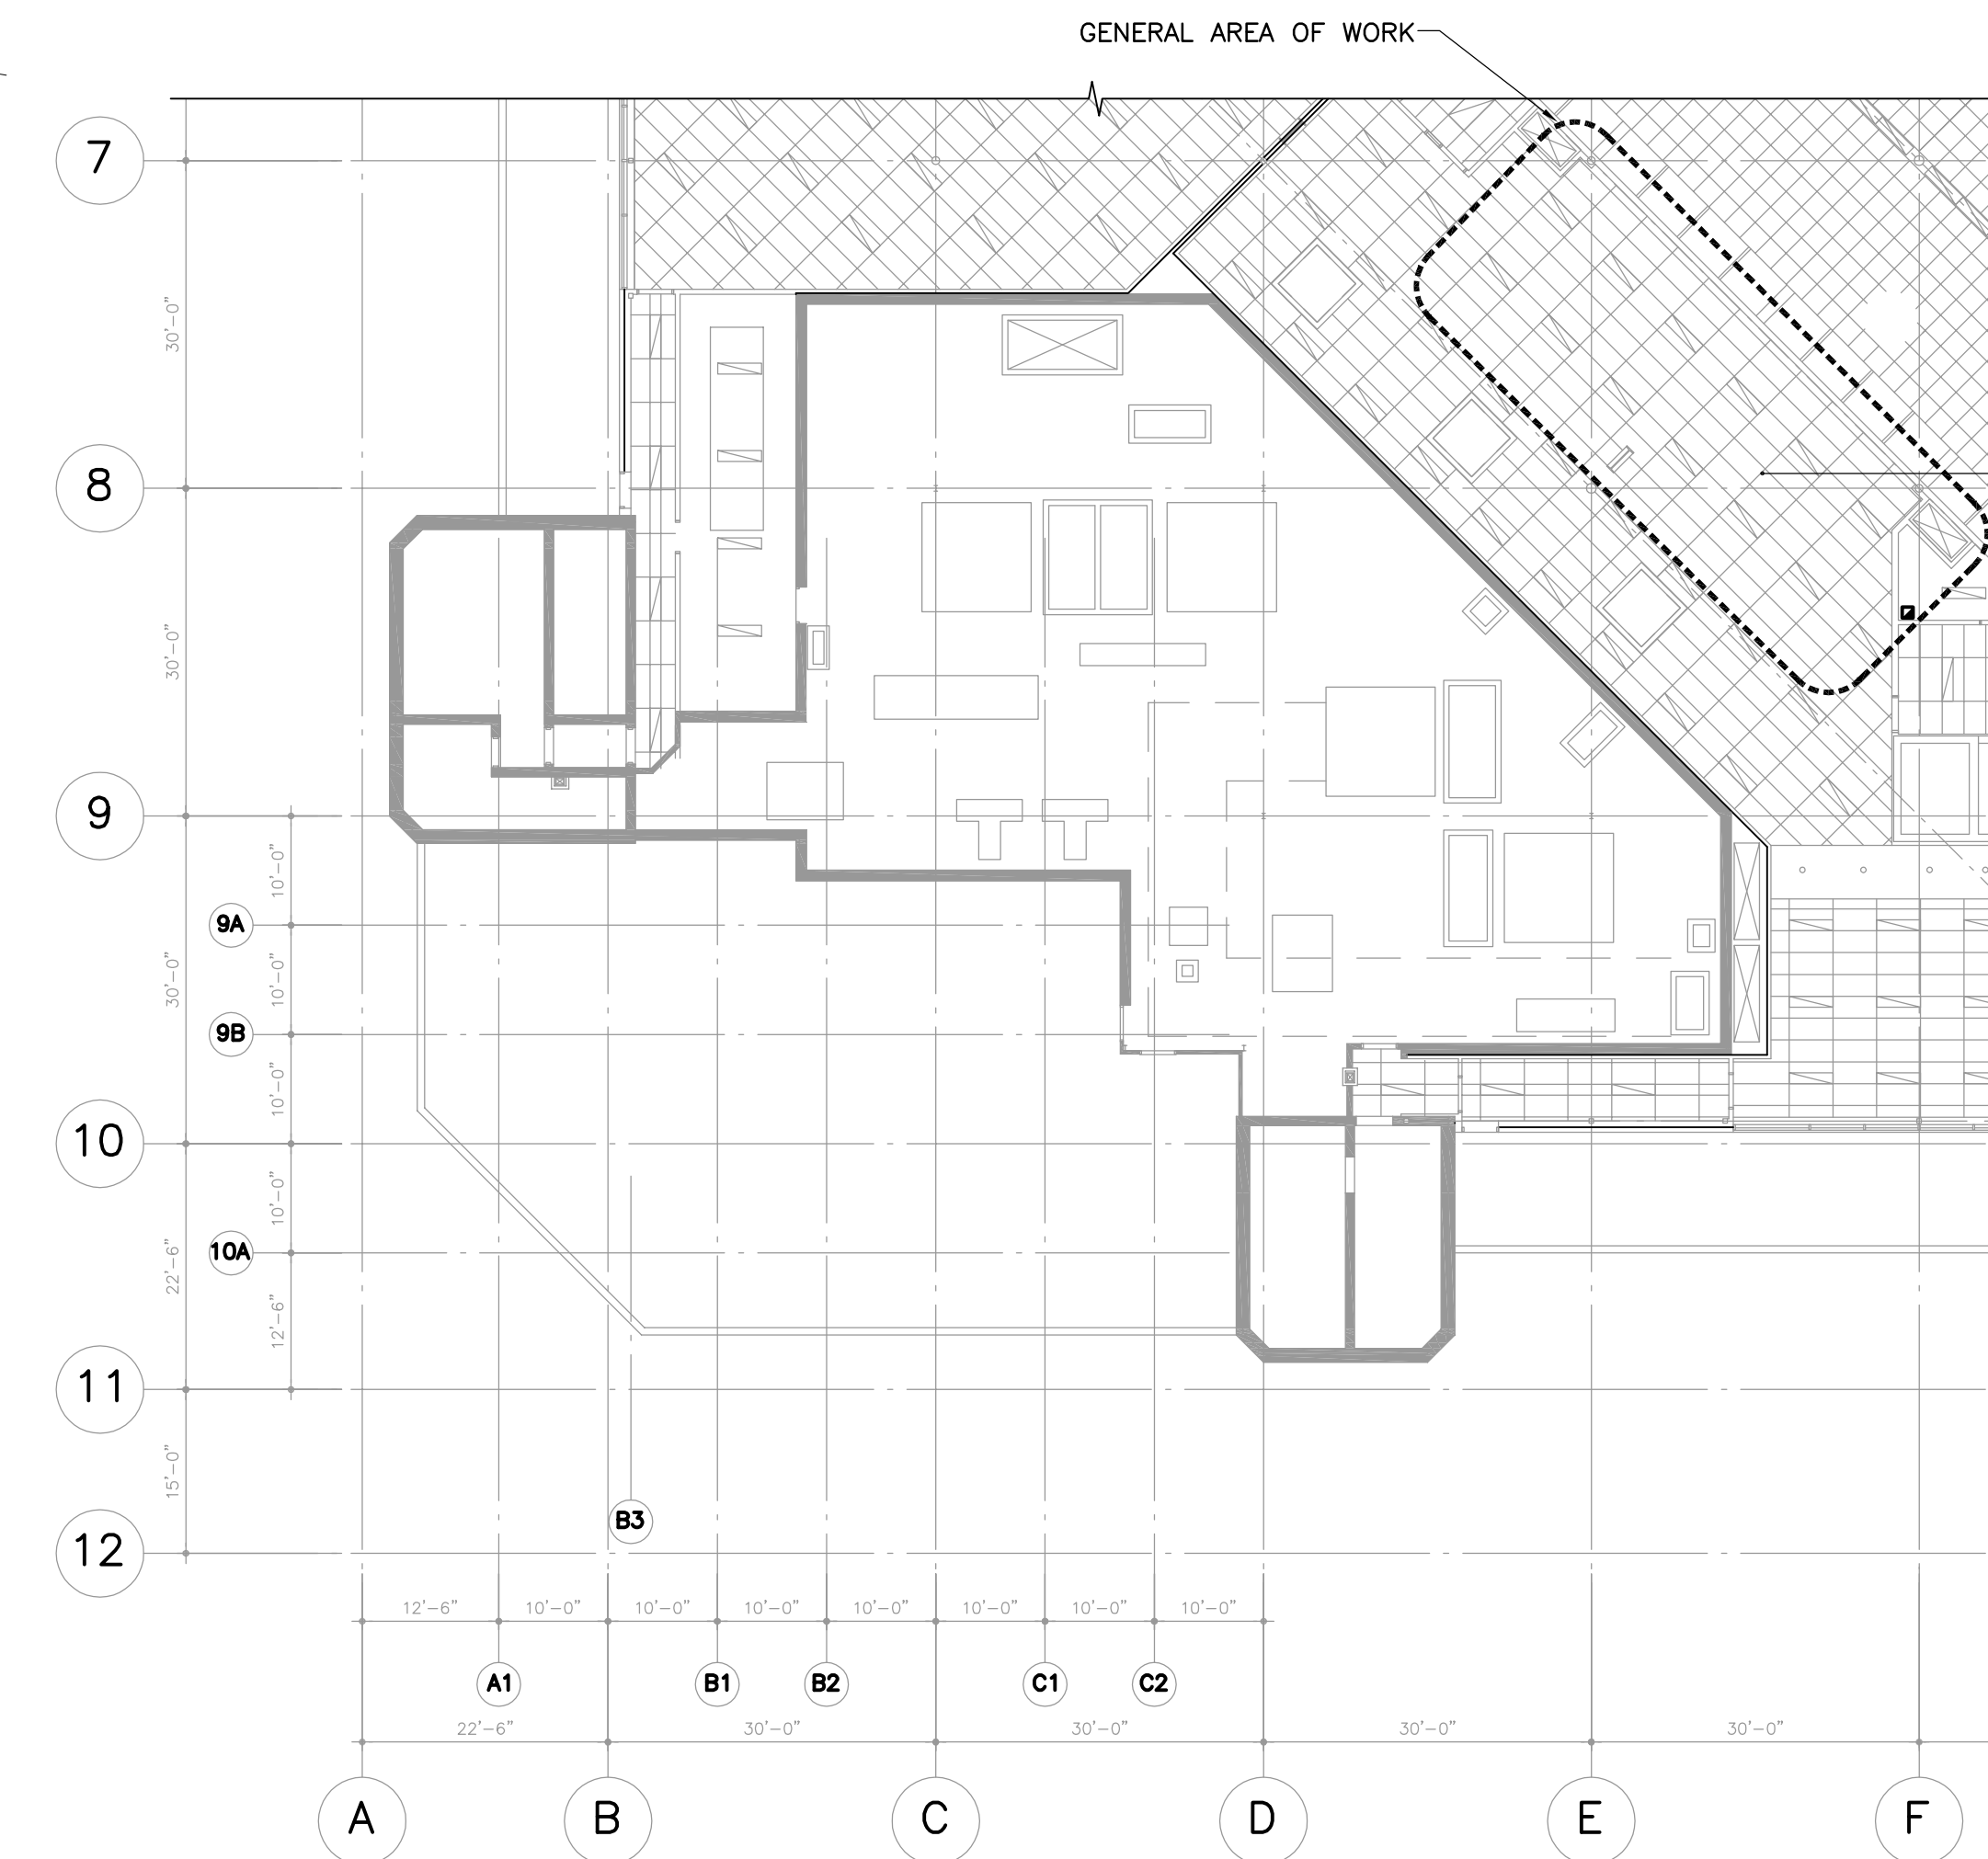 GENERAL AREA OF WORK
7
30'-0"
8
30'-0"
9
10'-0"
9A
30'-0"
10'-0"
9B
10'-0"
10
10'-0"
22'-6"
10A
12'-6"
11
15'-0"
B3
12
12'-6" 10'-0" 10'-0" 10'-0" 10'-0" 10'-0" 10'-0" 10'-0"
A1 B1 B2 C1 C2
22'-6" 30'-0" 30'-0" 30'-0" 30'-0"
A B C D E F